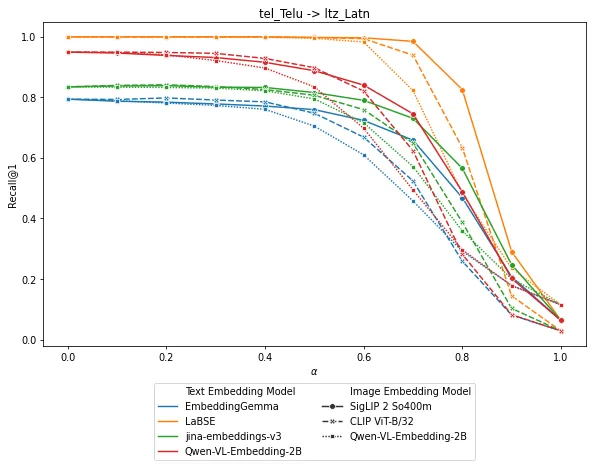 tel_Telu -> ltz_Latn
Recall@1
1.0
0.8
0.6
0.4
0.2
0.0
0.0 0.2 0.4 0.6 0.8 1.0
α
Text Embedding Model
EmbeddingGemma
LaBSE
jina-embeddings-v3
Qwen-VL-Embedding-2B
Image Embedding Model
SigLIP 2 So400m
CLIP ViT-B/32
Qwen-VL-Embedding-2B